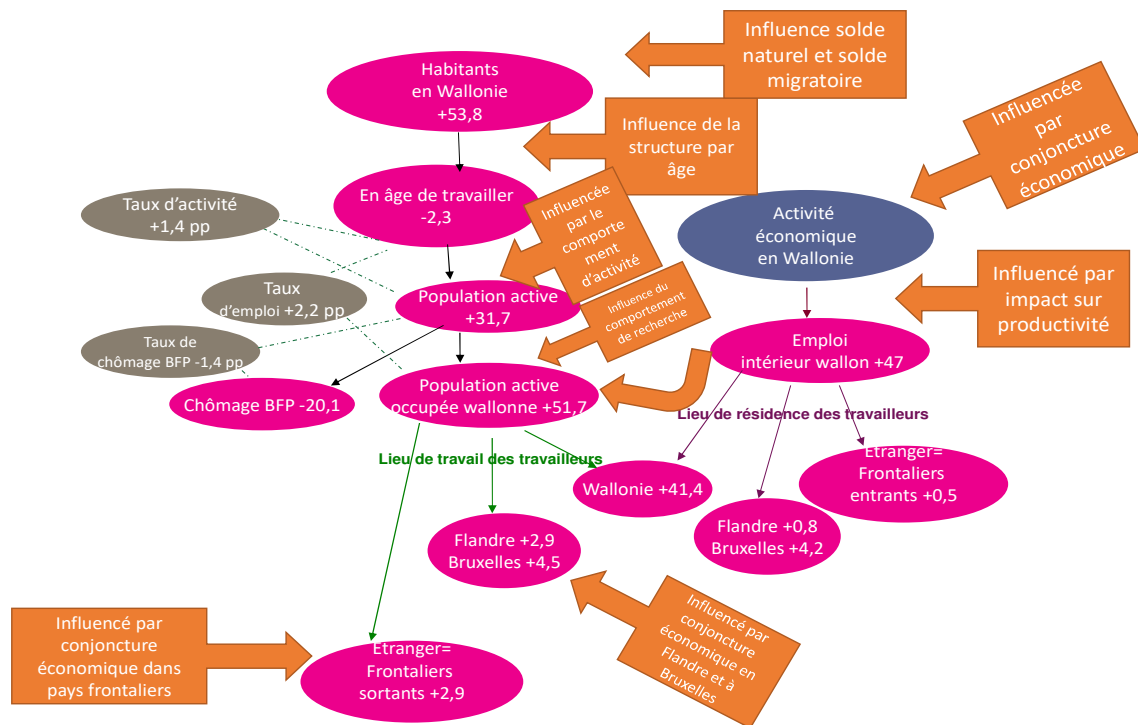 Influence solde
naturel et solde
migratoire
Habitants
en Wallonie
+53,8
Influencée
par
conjoncture
économique
Influence de la
structure par
âge
En âge de travailler
-2,3
Taux d'activité
+1,4 pp
Influencée
par le
comporte
ment
d'activité
Activité
économique
en Wallonie
Taux
d'emploi +2,2 pp
Population active
+31,7
Influence du
comportement
de recherche
Influencé par
impact sur
productivité
Taux de
chômage BFP -1,4 pp
Emploi
intérieur wallon +47
Chômage BFP -20,1
Population active
occupée wallonne +51,7
Lieu de résidence des travailleurs
Lieu de travail des travailleurs
Wallonie +41,4
Etranger=
Frontaliers
entrants +0,5
Flandre +0,8
Bruxelles +4,2
Flandre +2,9
Bruxelles +4,5
Influencé par
conjoncture
économique en
Flandre et à
Bruxelles
Influencé par
conjoncture
économique dans
pays frontaliers
Etranger=
Frontaliers
sortants +2,9